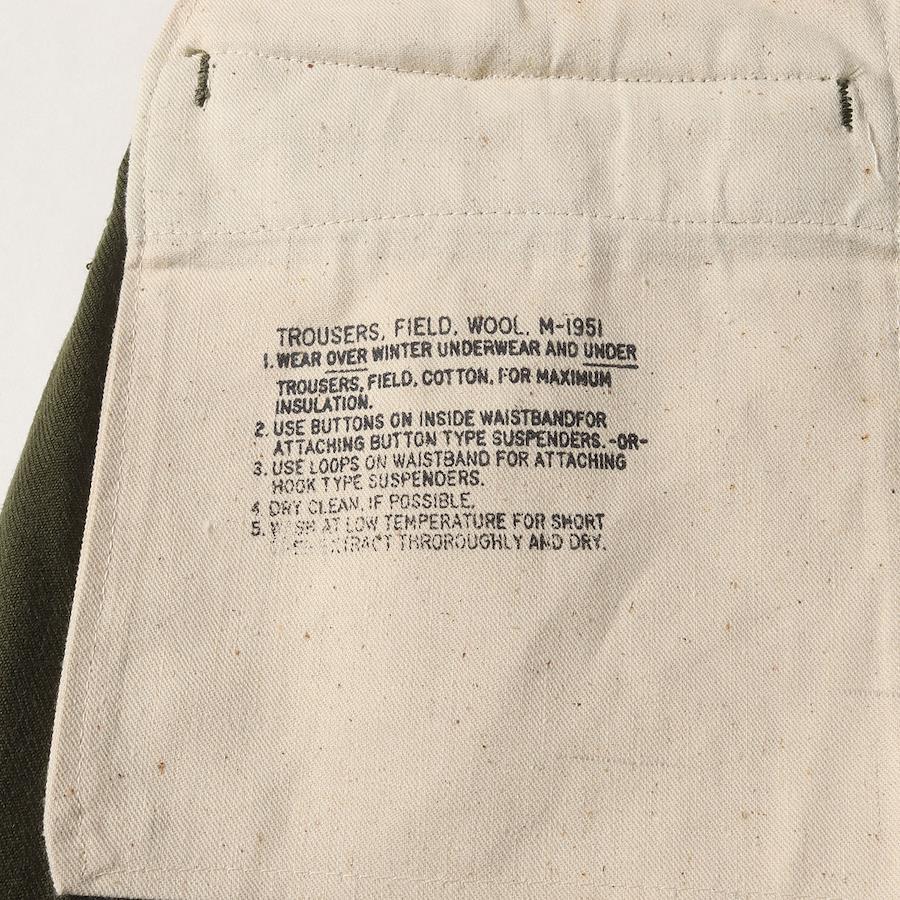 TROUSERS, FIELD, WOOL, M-1951
1. WEAR OVER WINTER UNDERWEAR AND UNDER
TROUSERS, FIELD, COTTON, FOR MAXIMUM
INSULATION.
2. USE BUTTONS ON INSIDE WAISTBANDFOR
ATTACHING BUTTON TYPE SUSPENDERS. -OR-
3. USE LOOPS ON WAISTBAND FOR ATTACHING
HOOK TYPE SUSPENDERS.
4. DRY CLEAN, IF POSSIBLE.
5. WASH AT LOW TEMPERATURE FOR SHORT
EXTRACT THROROUGHLY AND DRY.